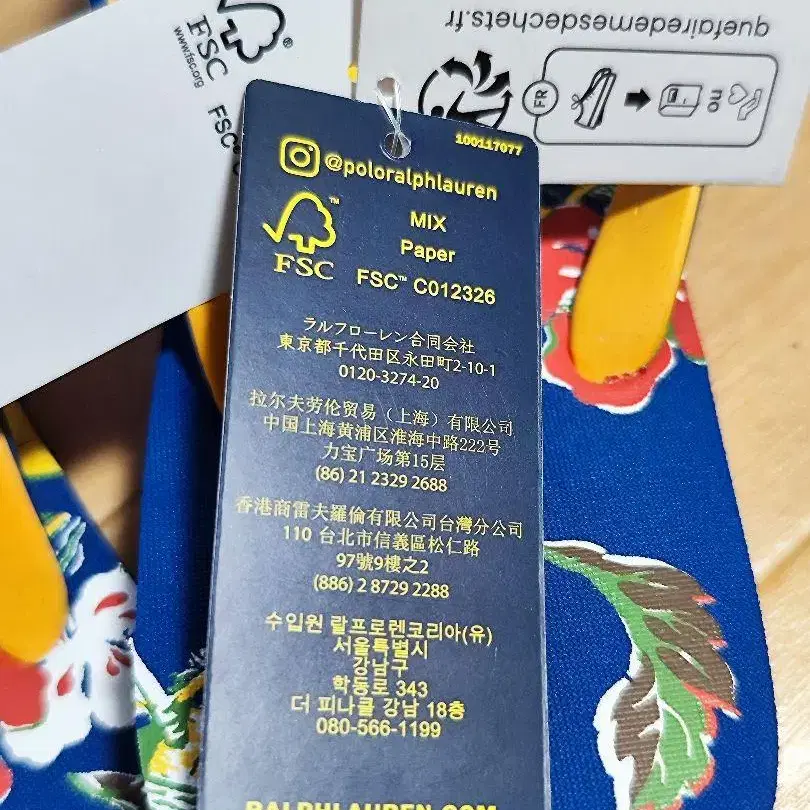 FSC®
www.fsc.org
FSC
quefairedemesdechets.fr
FR
OU
100117077
@poloralphlauren
FSC™
MIX
Paper
FSC™ C012326
ラルフローレン合同会社
東京都千代田区永田町2-10-1
0120-3274-20
拉尔夫劳伦贸易（上海）有限公司
中国上海黄浦区淮海中路222号
力宝广场第15层
(86) 21 2329 2688
香港商雷夫羅倫有限公司台灣分公司
110 台北市信義區松仁路
97號9樓之2
(886) 2 8729 2288
수입원 랄프로렌코리아(유)
서울특별시
강남구
학동로 343
더 피나클 강남 18층
080-566-1199
RALPHLAUREN.COM